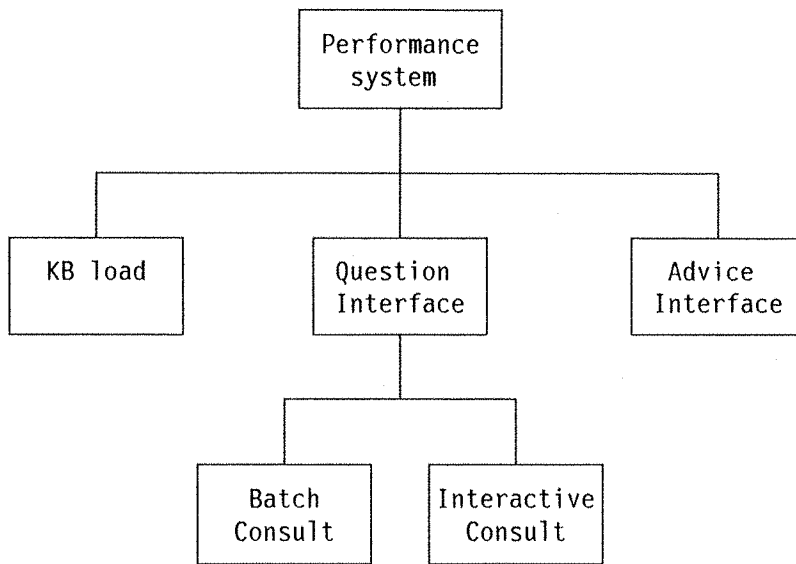 Performance
system
KB load
Question
Interface
Advice
Interface
Batch
Consult
Interactive
Consult